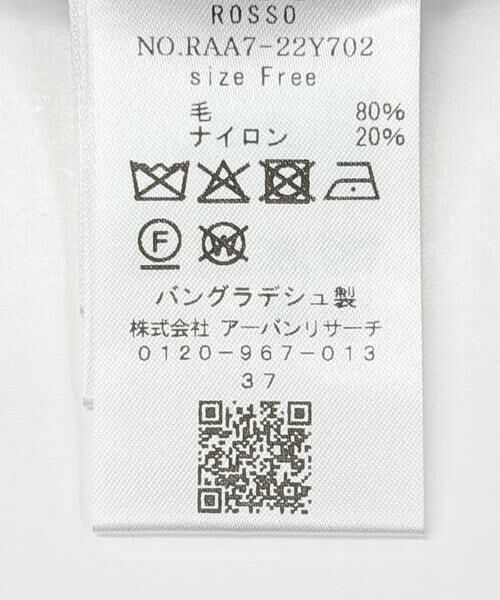 ROSSO
NO.RAA7-22Y702
size Free
毛 80%
ナイロン 20%
F
W
バングラデシュ製
株式会社 アーバンリサーチ
0120-967-013
37